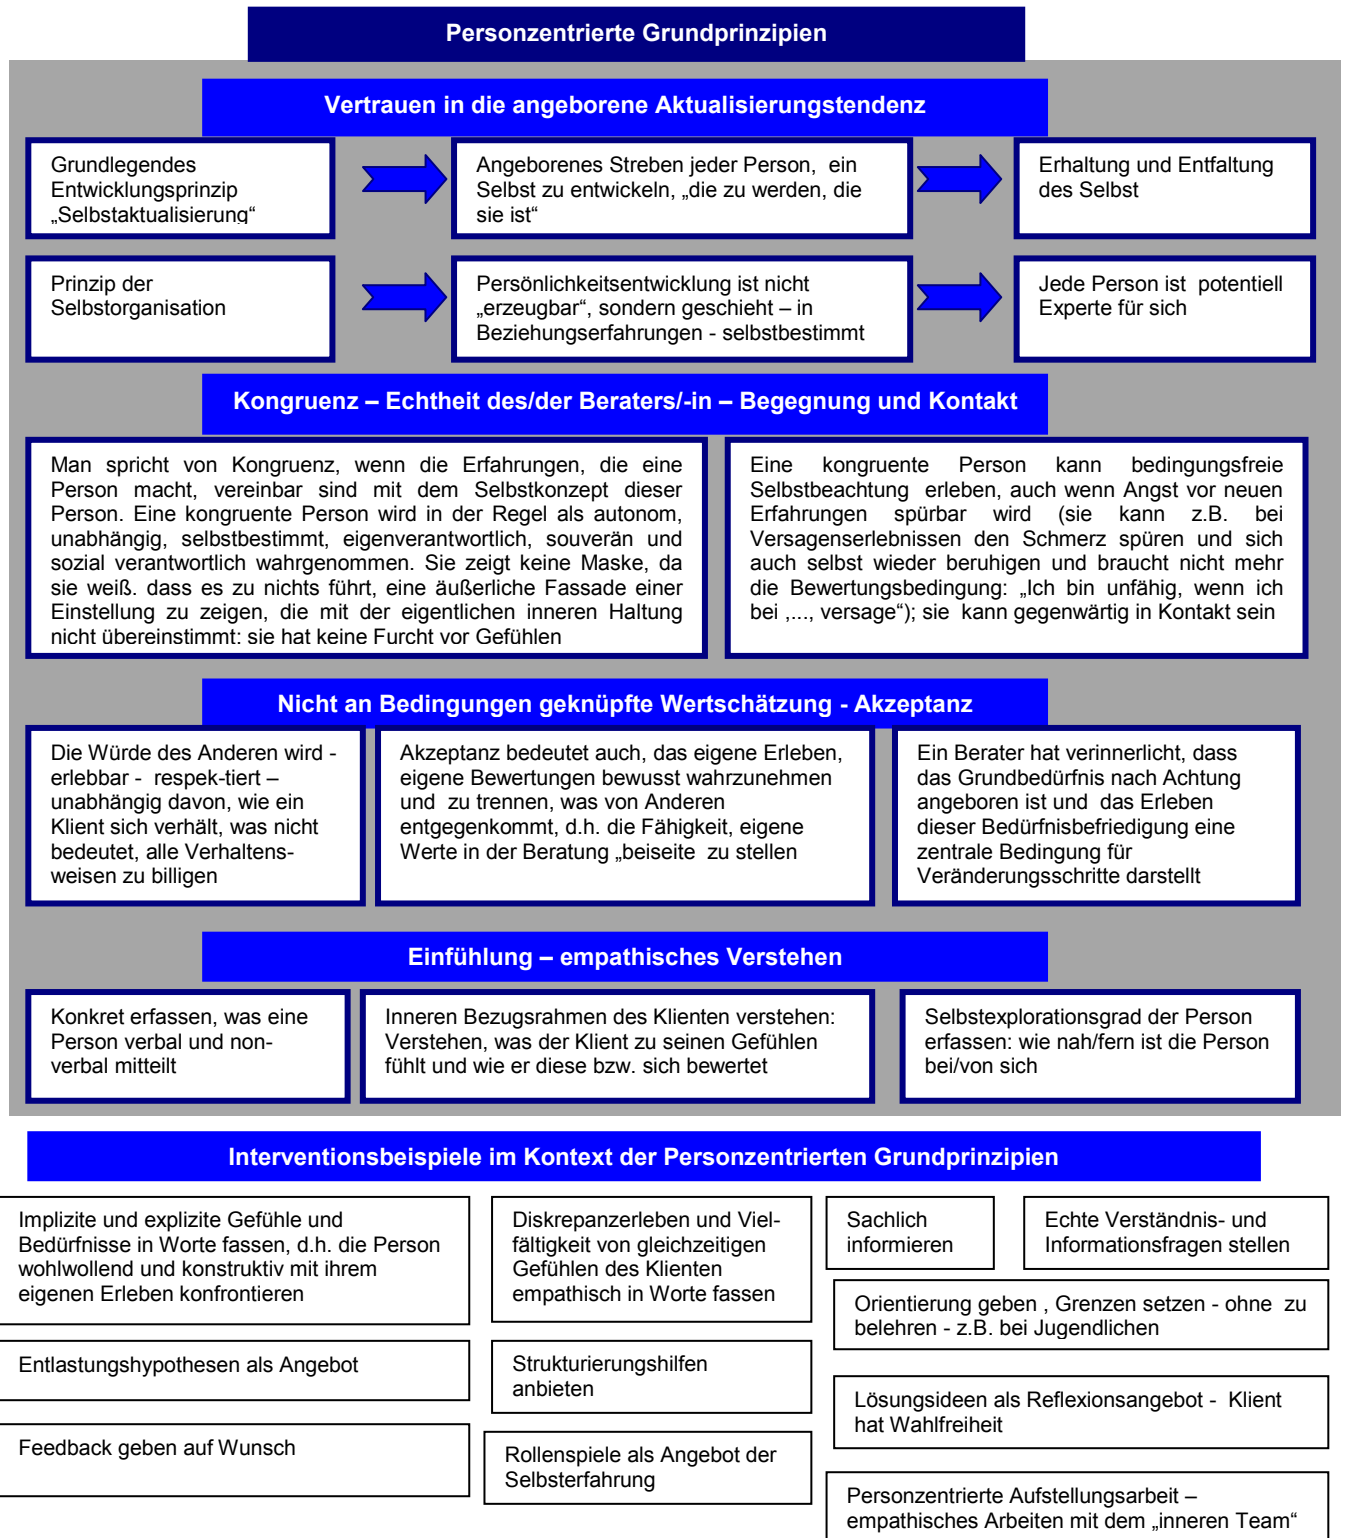 Personzentrierte Grundprinzipien
Vertrauen in die angeborene Aktualisierungstendenz
Grundlegendes
Entwicklungsprinzip
„Selbstaktualisierung“
Angeborenes Streben jeder Person, ein
Selbst zu entwickeln, „die zu werden, die
sie ist“
Erhaltung und Entfaltung
des Selbst
Prinzip der
Selbstorganisation
Persönlichkeitsentwicklung ist nicht
„erzeugbar“, sondern geschieht – in
Beziehungserfahrungen - selbstbestimmt
Jede Person ist potentiell
Experte für sich
Kongruenz – Echtheit des/der Beraters/-in – Begegnung und Kontakt
Man spricht von Kongruenz, wenn die Erfahrungen, die eine
Person macht, vereinbar sind mit dem Selbstkonzept dieser
Person. Eine kongruente Person wird in der Regel als autonom,
unabhängig, selbstbestimmt, eigenverantwortlich, souverän und
sozial verantwortlich wahrgenommen. Sie zeigt keine Maske, da
sie weiß. dass es zu nichts führt, eine äußerliche Fassade einer
Einstellung zu zeigen, die mit der eigentlichen inneren Haltung
nicht übereinstimmt: sie hat keine Furcht vor Gefühlen
Eine kongruente Person kann bedingungsfreie
Selbstbeachtung erleben, auch wenn Angst vor neuen
Erfahrungen spürbar wird (sie kann z.B. bei
Versagenserlebnissen den Schmerz spüren und sich
auch selbst wieder beruhigen und braucht nicht mehr
die Bewertungsbedingung: „Ich bin unfähig, wenn ich
bei ,..., versage“); sie kann gegenwärtig in Kontakt sein
Nicht an Bedingungen geknüpfte Wertschätzung - Akzeptanz
Die Würde des Anderen wird -
erlebbar - respek-tiert –
unabhängig davon, wie ein
Klient sich verhält, was nicht
bedeutet, alle Verhaltens-
weisen zu billigen
Akzeptanz bedeutet auch, das eigene Erleben,
eigene Bewertungen bewusst wahrzunehmen
und zu trennen, was von Anderen
entgegenkommt, d.h. die Fähigkeit, eigene
Werte in der Beratung „beiseite zu stellen
Ein Berater hat verinnerlicht, dass
das Grundbedürfnis nach Achtung
angeboren ist und das Erleben
dieser Bedürfnisbefriedigung eine
zentrale Bedingung für
Veränderungsschritte darstellt
Einfühlung – empathisches Verstehen
Konkret erfassen, was eine
Person verbal und non-
verbal mitteilt
Inneren Bezugsrahmen des Klienten verstehen:
Verstehen, was der Klient zu seinen Gefühlen
fühlt und wie er diese bzw. sich bewertet
Selbstexplorationsgrad der Person
erfassen: wie nah/fern ist die Person
bei/von sich
Interventionsbeispiele im Kontext der Personzentrierten Grundprinzipien
Implizite und explizite Gefühle und
Bedürfnisse in Worte fassen, d.h. die Person
wohlwollend und konstruktiv mit ihrem
eigenen Erleben konfrontieren
Diskrepanzerleben und Viel-
fältigkeit von gleichzeitigen
Gefühlen des Klienten
empathisch in Worte fassen
Sachlich
informieren
Echte Verständnis- und
Informationsfragen stellen
Orientierung geben , Grenzen setzen - ohne zu
belehren - z.B. bei Jugendlichen
Entlastungshypothesen als Angebot
Strukturierungshilfen
anbieten
Lösungsideen als Reflexionsangebot - Klient
hat Wahlfreiheit
Feedback geben auf Wunsch
Rollenspiele als Angebot der
Selbsterfahrung
Personzentrierte Aufstellungsarbeit –
empathisches Arbeiten mit dem „inneren Team“